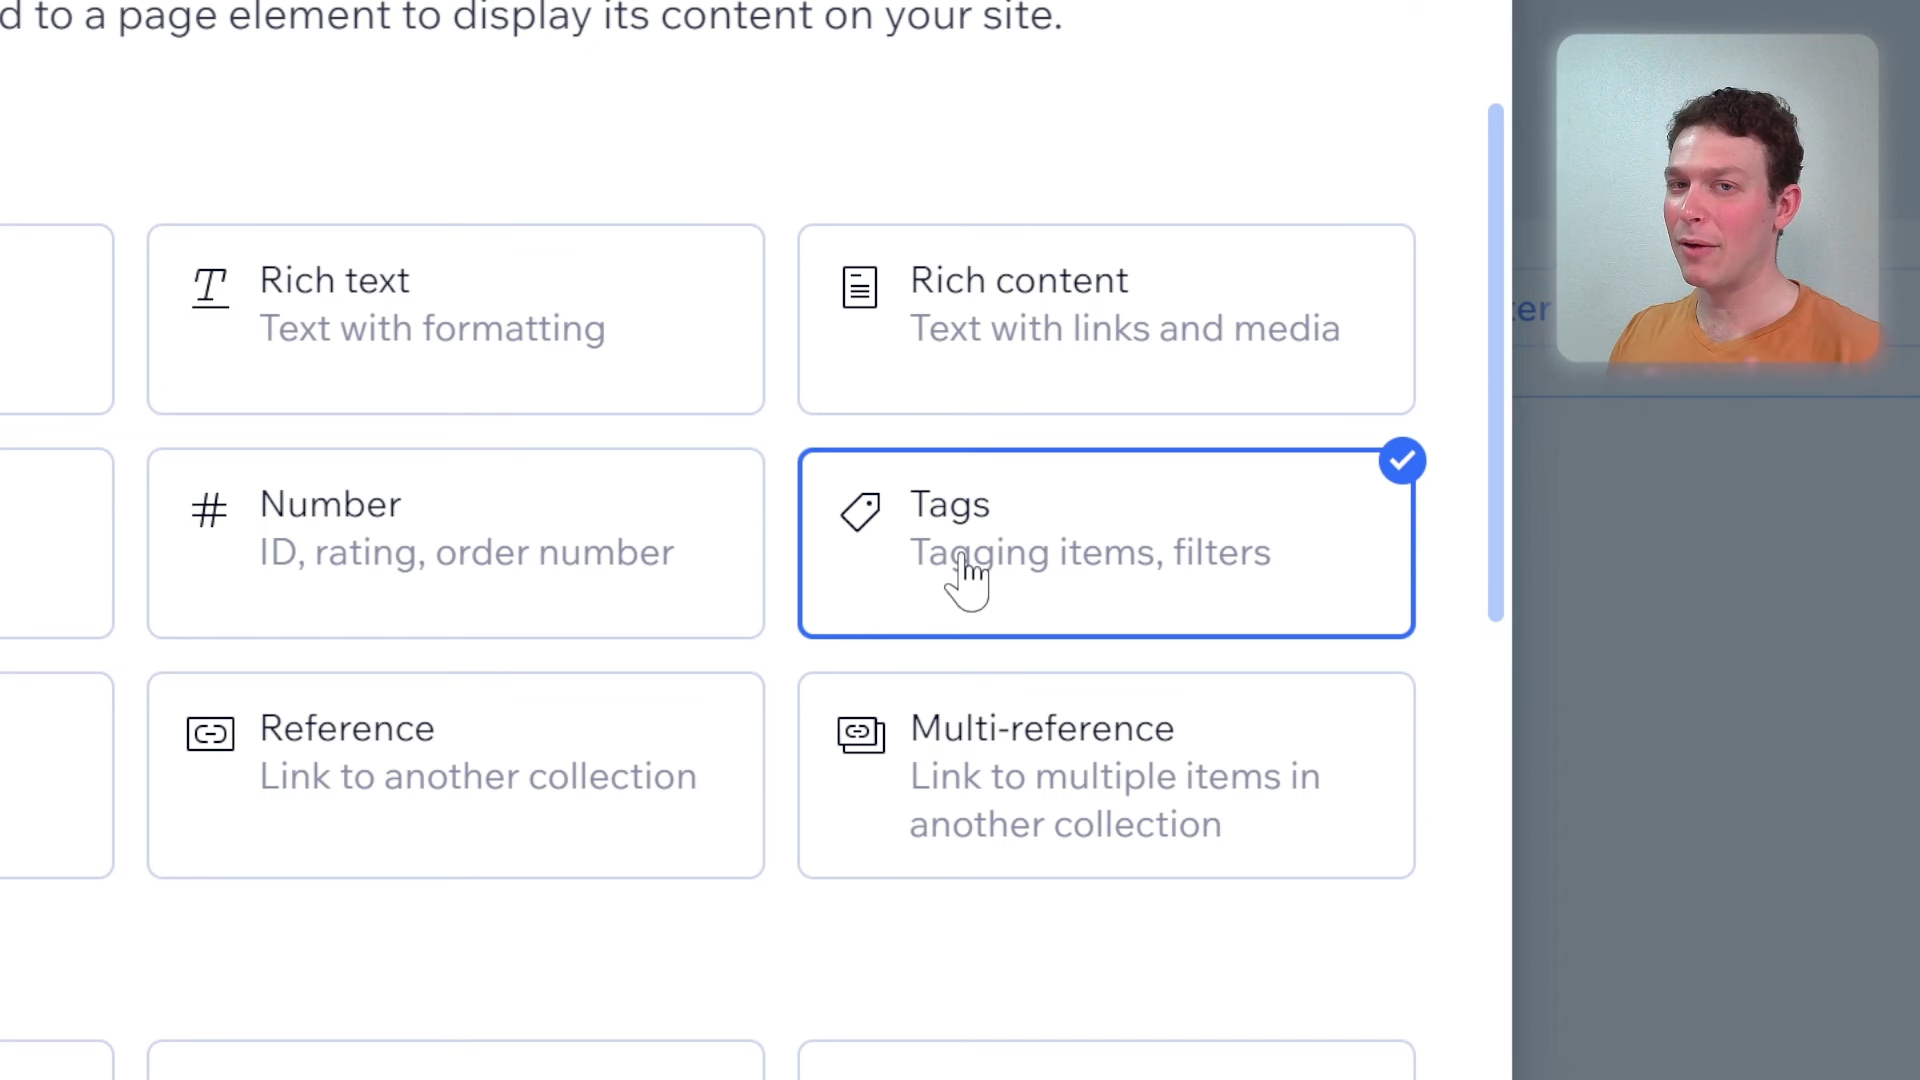 d to a page element to display its content on your site.
Rich text
Text with formatting
Rich content
Text with links and media
Number
ID, rating, order number
Tags
Tagging items, filters
Reference
Link to another collection
Multi-reference
Link to multiple items in
another collection
ter